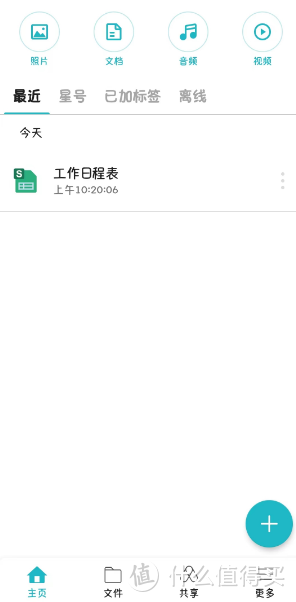 照片 文档 音频 视频
最近 星号 已加标签 离线
今天
S
工作日程表
上午10:20:06
主页 文件 共享 更多
值 什么值得买